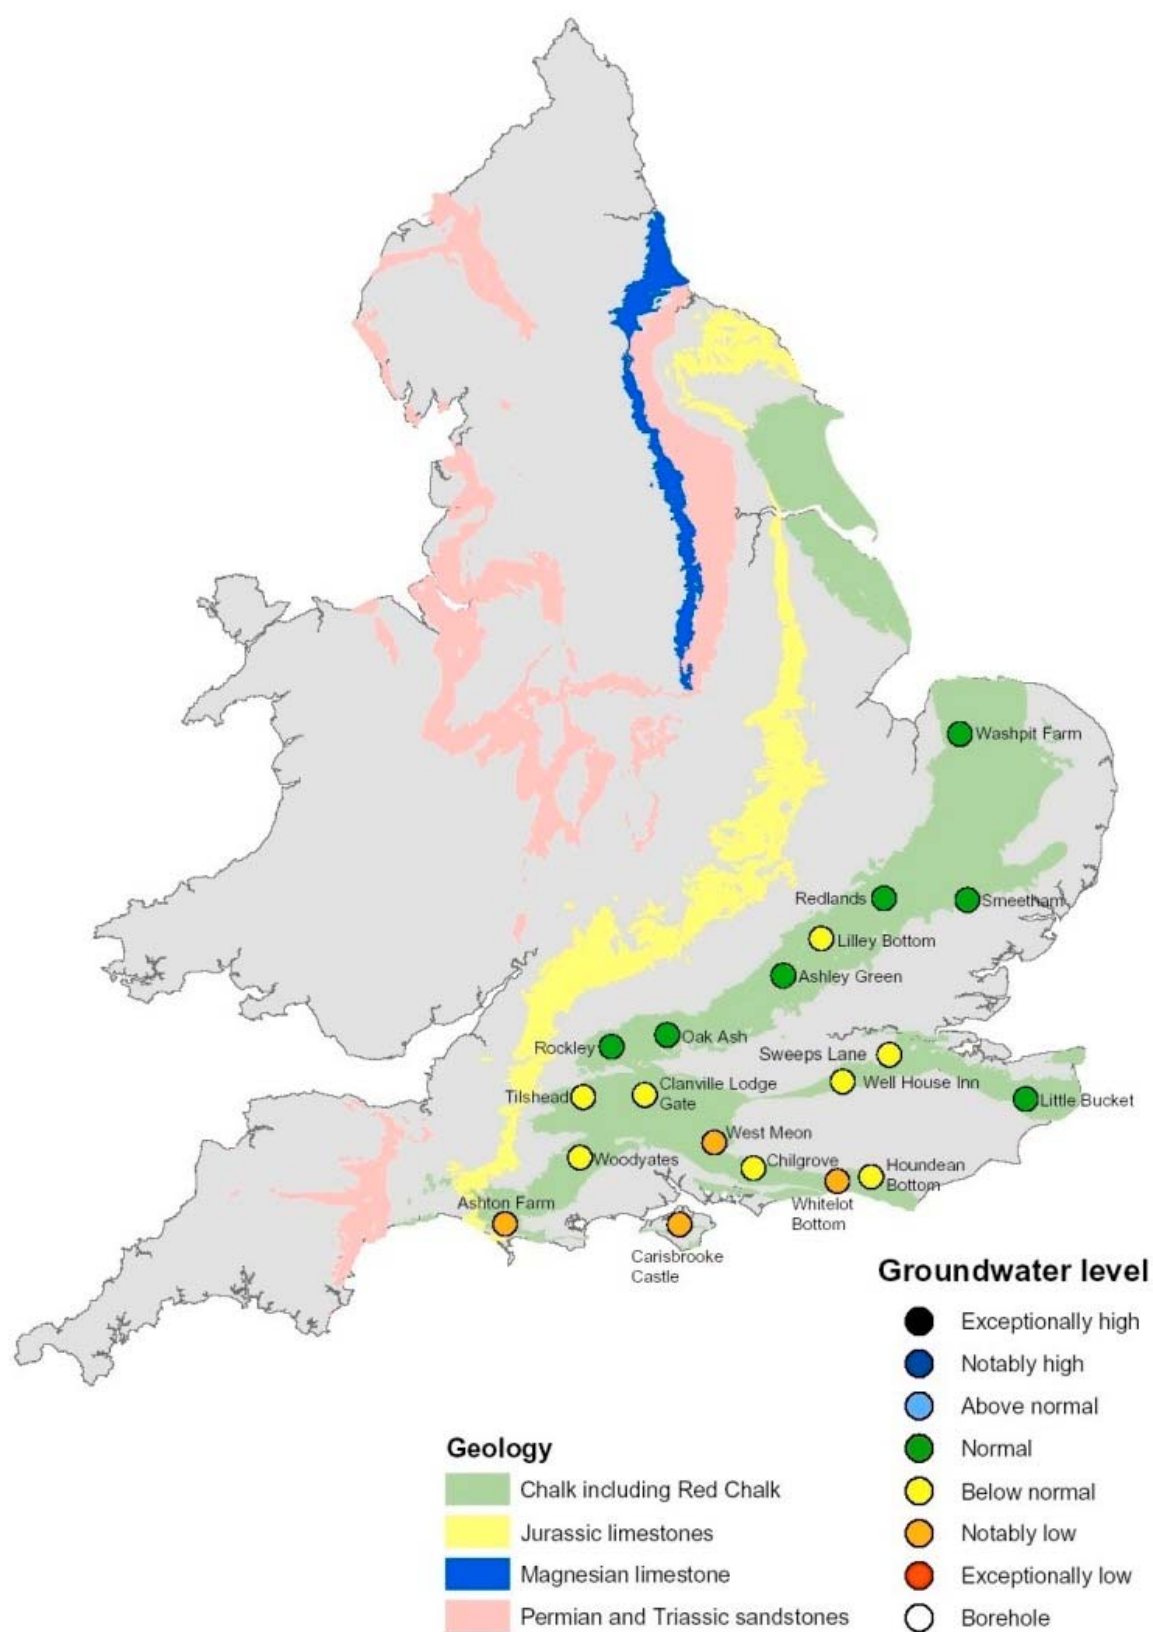 Washpit Farm
Redlands
Smeetham
Lilley Bottom
Ashley Green
Oak Ash
Rockley
Sweeps Lane
Well House Inn
Clanville Lodge
Gate
Tilshead
Little Bucket
West Meon
Woodyates
Chilgrove
Houndean
Bottom
Whitelot
Bottom
Ashton Farm
Carisbrooke
Castle
Groundwater level
Exceptionally high
Notably high
Above normal
Normal
Below normal
Notably low
Exceptionally low
Borehole
Geology
Chalk including Red Chalk
Jurassic limestones
Magnesian limestone
Permian and Triassic sandstones